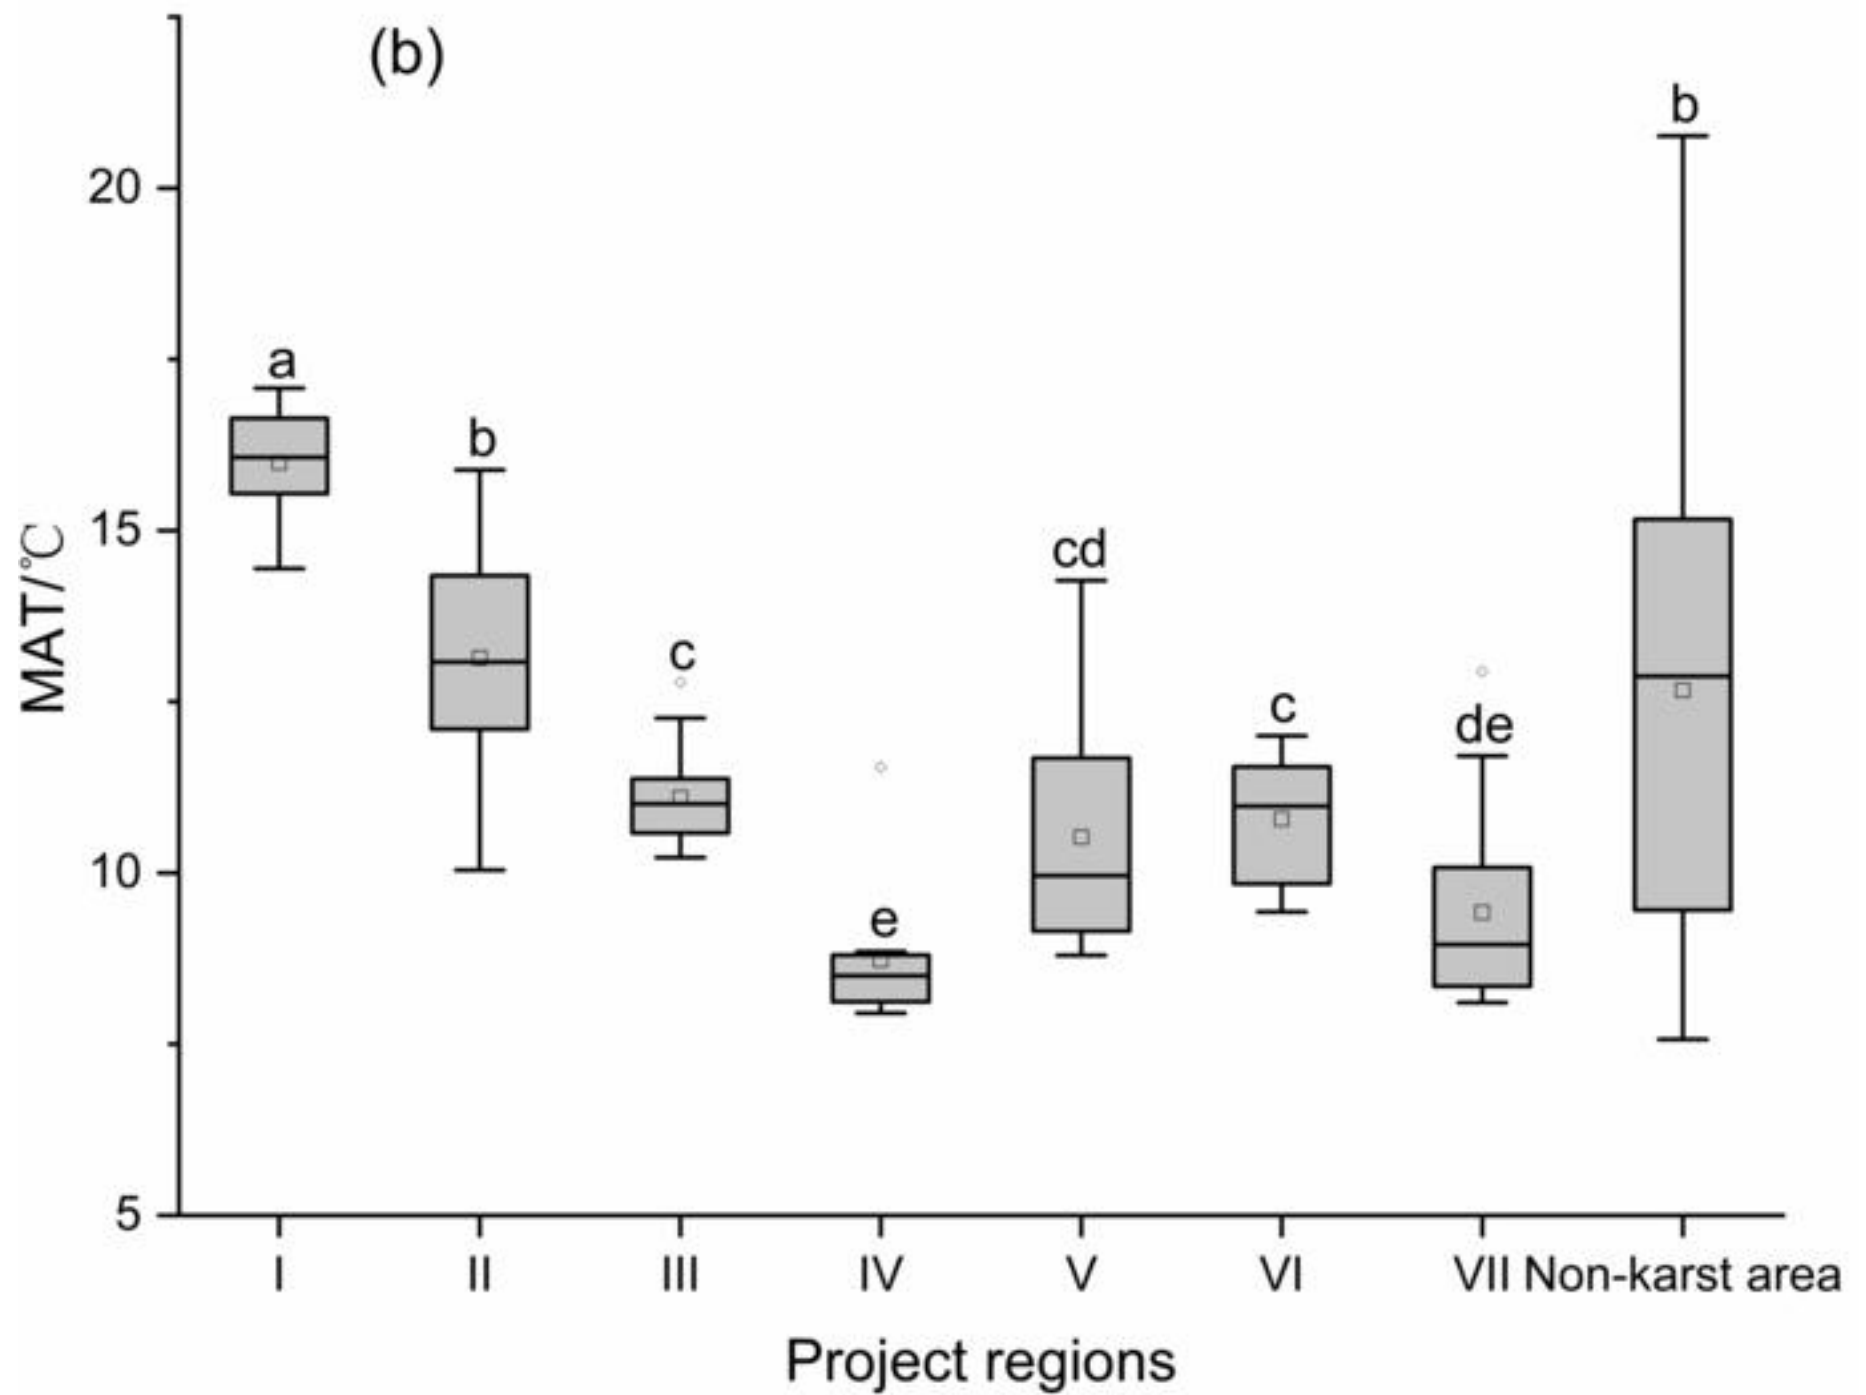 (b)
b
20
a
b
15
cd
c
c
de
10
e
5
MAT/℃
I II III IV V VI VII Non-karst area
Project regions